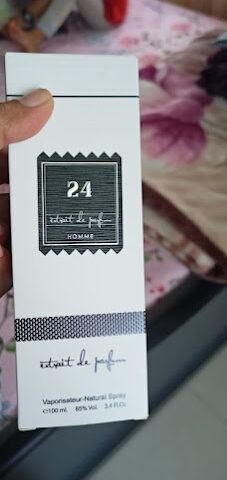 24
extrait de parfum
HOMME
extrait de parfum
Vaporisateur-Natural Spray
℮100 ml. 85% Vol. 3.4 Fl.Oz